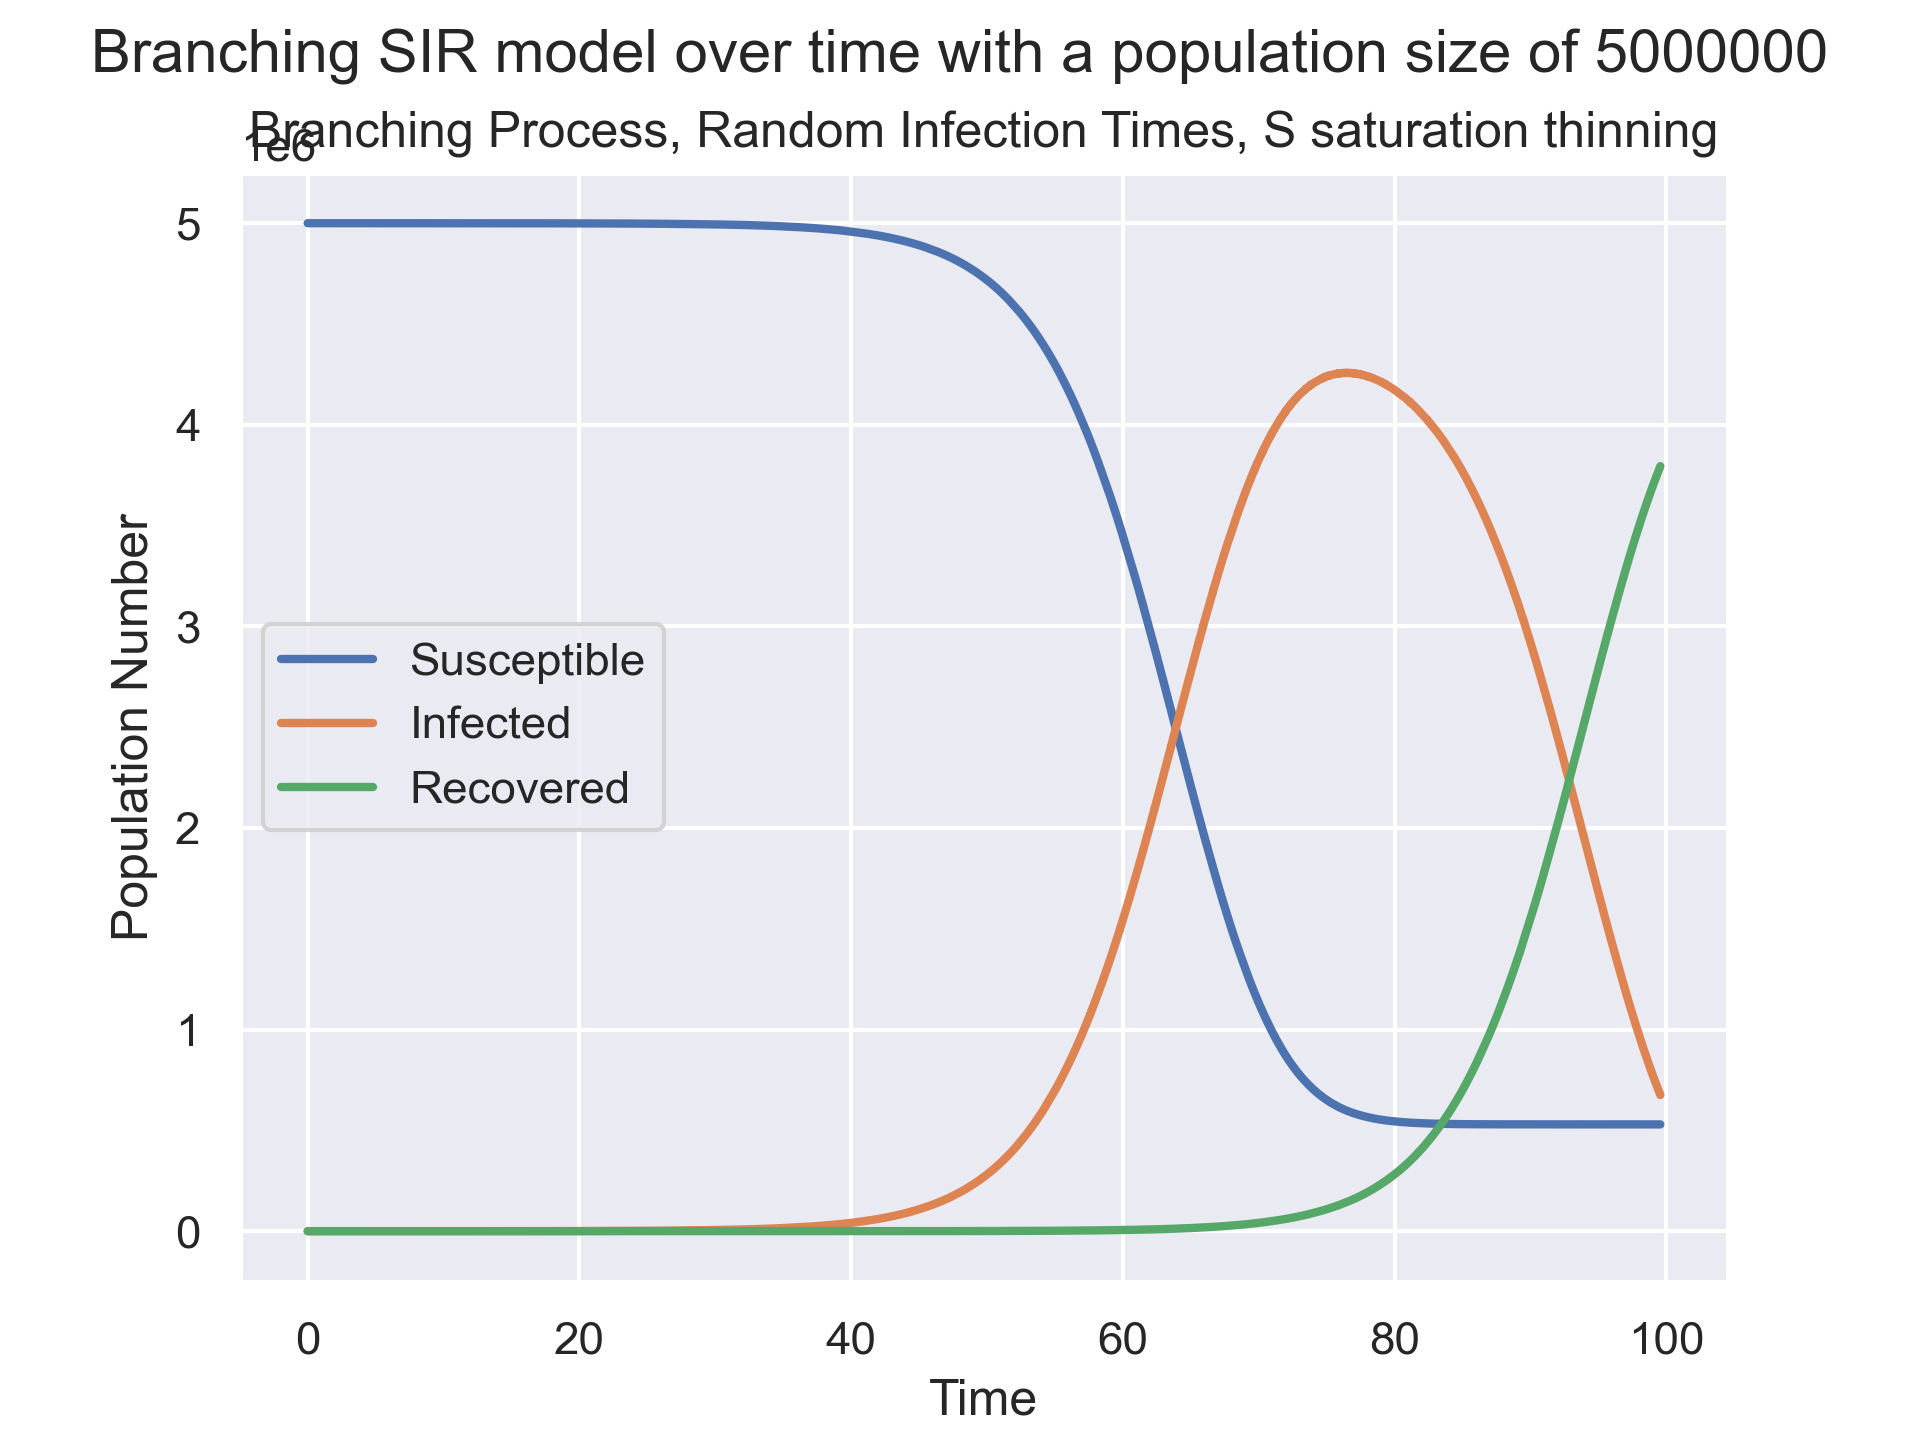 Branching SIR model over time with a population size of 5000000
Branching Process, Random Infection Times, S saturation thinning
1e6
5
4
3
2
1
0
Population Number
Susceptible
Infected
Recovered
0 20 40 60 80 100
Time